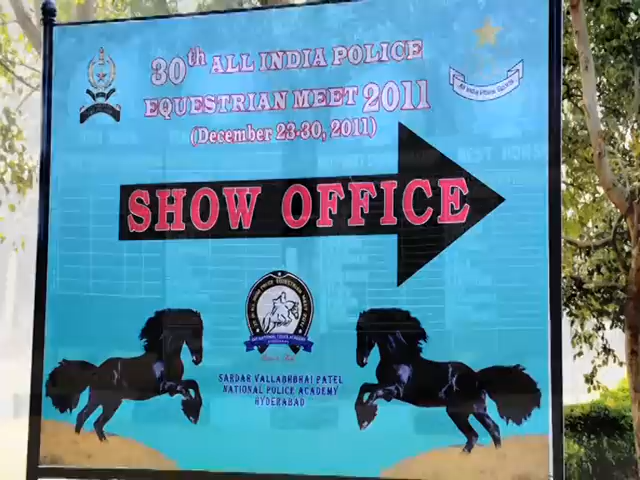 30th ALL INDIA POLICE
EQUESTRIAN MEET 2011
(December 23-30, 2011)
SHOW OFFICE
SARDAR VALLABHBHAI PATEL
NATIONAL POLICE ACADEMY
HYDERABAD